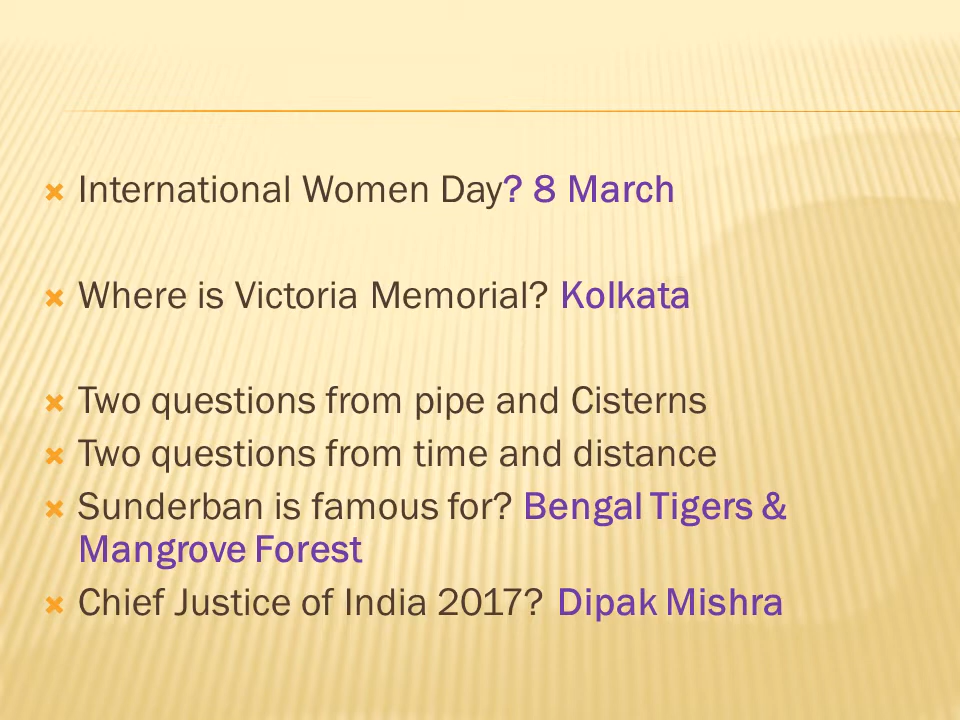 International Women Day? 8 March
Where is Victoria Memorial? Kolkata
Two questions from pipe and Cisterns
Two questions from time and distance
Sunderban is famous for? Bengal Tigers &
Mangrove Forest
Chief Justice of India 2017? Dipak Mishra